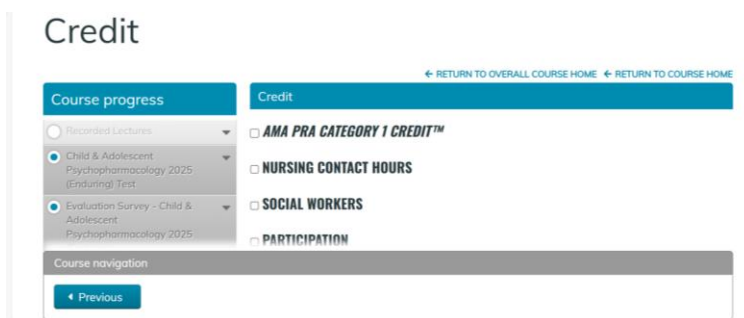 Credit
← RETURN TO OVERALL COURSE HOME ← RETURN TO COURSE HOME
Course progress
Recorded Lectures
Child & Adolescent
Psychopharmacology 2025
(Enduring) Test
Evaluation Survey - Child &
Adolescent
Psychopharmacology 2025
Credit
AMA PRA CATEGORY 1 CREDIT™
NURSING CONTACT HOURS
SOCIAL WORKERS
PARTICIPATION
Course navigation
Previous